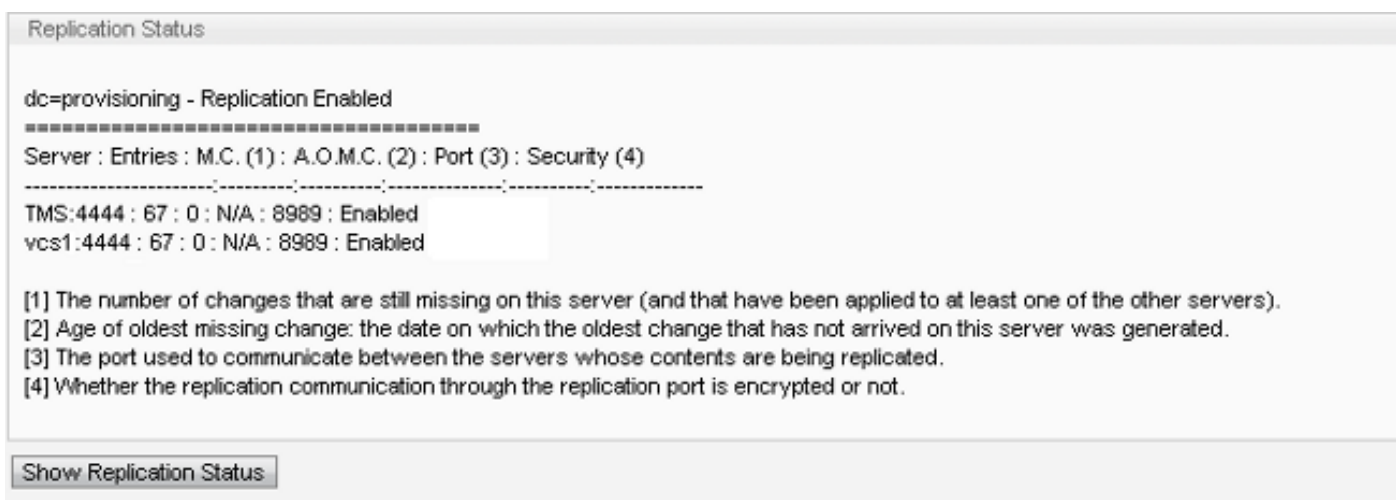 Replication Status
dc=provisioning - Replication Enabled
=====================================
Server : Entries : M.C. (1) : A.O.M.C. (2) : Port (3) : Security (4)
-----------------------:---------:----------:--------------:----------:-------------
TMS:4444 : 67 : 0 : N/A : 8989 : Enabled
vcs1:4444 : 67 : 0 : N/A : 8989 : Enabled
[1] The number of changes that are still missing on this server (and that have been applied to at least one of the other servers).
[2] Age of oldest missing change: the date on which the oldest change that has not arrived on this server was generated.
[3] The port used to communicate between the servers whose contents are being replicated.
[4] Whether the replication communication through the replication port is encrypted or not.
Show Replication Status